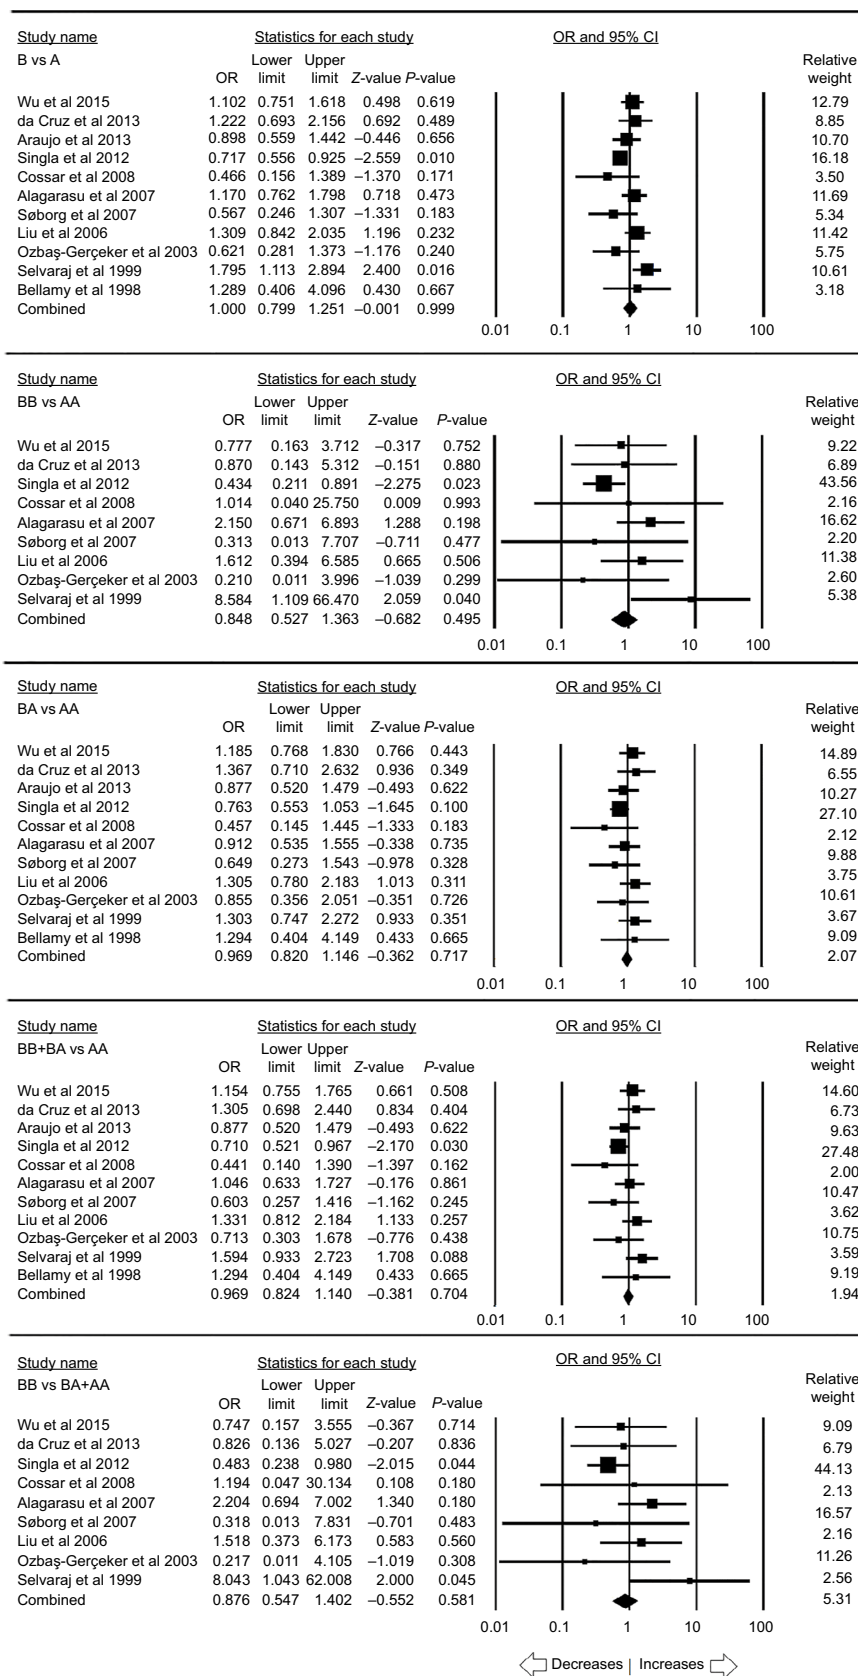 Study name Statistics for each study OR and 95% CI
B vs A Lower Upper Relative
OR limit limit Z-value P-value weight
Wu et al 2015 1.102 0.751 1.618 0.498 0.619 12.79
da Cruz et al 2013 1.222 0.693 2.156 0.692 0.489 8.85
Araujo et al 2013 0.898 0.559 1.442 –0.446 0.656 10.70
Singla et al 2012 0.717 0.556 0.925 –2.559 0.010 16.18
Cossar et al 2008 0.466 0.156 1.389 –1.370 0.171 3.50
Alagarasu et al 2007 1.170 0.762 1.798 0.718 0.473 11.69
Søborg et al 2007 0.567 0.246 1.307 –1.331 0.183 5.34
Liu et al 2006 1.309 0.842 2.035 1.196 0.232 11.42
Ozbaş-Gerçeker et al 2003 0.621 0.281 1.373 –1.176 0.240 5.75
Selvaraj et al 1999 1.795 1.113 2.894 2.400 0.016 10.61
Bellamy et al 1998 1.289 0.406 4.096 0.430 0.667 3.18
Combined 1.000 0.799 1.251 –0.001 0.999
0.01 0.1 1 10 100
Study name Statistics for each study OR and 95% CI
BB vs AA Lower Upper Relative
OR limit limit Z-value P-value weight
Wu et al 2015 0.777 0.163 3.712 –0.317 0.752 9.22
da Cruz et al 2013 0.870 0.143 5.312 –0.151 0.880 6.89
Singla et al 2012 0.434 0.211 0.891 –2.275 0.023 43.56
Cossar et al 2008 1.014 0.040 25.750 0.009 0.993 2.16
Alagarasu et al 2007 2.150 0.671 6.893 1.288 0.198 16.62
Søborg et al 2007 0.313 0.013 7.707 –0.711 0.477 2.20
Liu et al 2006 1.612 0.394 6.585 0.665 0.506 11.38
Ozbaş-Gerçeker et al 2003 0.210 0.011 3.996 –1.039 0.299 2.60
Selvaraj et al 1999 8.584 1.109 66.470 2.059 0.040 5.38
Combined 0.848 0.527 1.363 –0.682 0.495
0.01 0.1 1 10 100
Study name Statistics for each study OR and 95% CI
BA vs AA Lower Upper Relative
OR limit limit Z-value P-value weight
Wu et al 2015 1.185 0.768 1.830 0.766 0.443 14.89
da Cruz et al 2013 1.367 0.710 2.632 0.936 0.349 6.55
Araujo et al 2013 0.877 0.520 1.479 –0.493 0.622 10.27
Singla et al 2012 0.763 0.553 1.053 –1.645 0.100 27.10
Cossar et al 2008 0.457 0.145 1.445 –1.333 0.183 2.12
Alagarasu et al 2007 0.912 0.535 1.555 –0.338 0.735 9.88
Søborg et al 2007 0.649 0.273 1.543 –0.978 0.328 3.75
Liu et al 2006 1.305 0.780 2.183 1.013 0.311 10.61
Ozbaş-Gerçeker et al 2003 0.855 0.356 2.051 –0.351 0.726 3.67
Selvaraj et al 1999 1.303 0.747 2.272 0.933 0.351 9.09
Bellamy et al 1998 1.294 0.404 4.149 0.433 0.665 2.07
Combined 0.969 0.820 1.146 –0.362 0.717
0.01 0.1 1 10 100
Study name Statistics for each study OR and 95% CI
BB+BA vs AA Lower Upper Relative
OR limit limit Z-value P-value weight
Wu et al 2015 1.154 0.755 1.765 0.661 0.508 14.60
da Cruz et al 2013 1.305 0.698 2.440 0.834 0.404 6.73
Araujo et al 2013 0.877 0.520 1.479 –0.493 0.622 9.63
Singla et al 2012 0.710 0.521 0.967 –2.170 0.030 27.48
Cossar et al 2008 0.441 0.140 1.390 –1.397 0.162 2.00
Alagarasu et al 2007 1.046 0.633 1.727 –0.176 0.861 10.47
Søborg et al 2007 0.603 0.257 1.416 –1.162 0.245 3.62
Liu et al 2006 1.331 0.812 2.184 1.133 0.257 10.75
Ozbaş-Gerçeker et al 2003 0.713 0.303 1.678 –0.776 0.438 3.59
Selvaraj et al 1999 1.594 0.933 2.723 1.708 0.088 9.19
Bellamy et al 1998 1.294 0.404 4.149 0.433 0.665 1.94
Combined 0.969 0.824 1.140 –0.381 0.704
0.01 0.1 1 10 100
Study name Statistics for each study OR and 95% CI
BB vs BA+AA Lower Upper Relative
OR limit limit Z-value P-value weight
Wu et al 2015 0.747 0.157 3.555 –0.367 0.714 9.09
da Cruz et al 2013 0.826 0.136 5.027 –0.207 0.836 6.79
Singla et al 2012 0.483 0.238 0.980 –2.015 0.044 44.13
Cossar et al 2008 1.194 0.047 30.134 0.108 0.180 2.13
Alagarasu et al 2007 2.204 0.694 7.002 1.340 0.180 16.57
Søborg et al 2007 0.318 0.013 7.831 –0.701 0.483 2.16
Liu et al 2006 1.518 0.373 6.173 0.583 0.560 11.26
Ozbaş-Gerçeker et al 2003 0.217 0.011 4.105 –1.019 0.308 2.56
Selvaraj et al 1999 8.043 1.043 62.008 2.000 0.045 5.31
Combined 0.876 0.547 1.402 –0.552 0.581
0.01 0.1 1 10 100
Decreases Increases